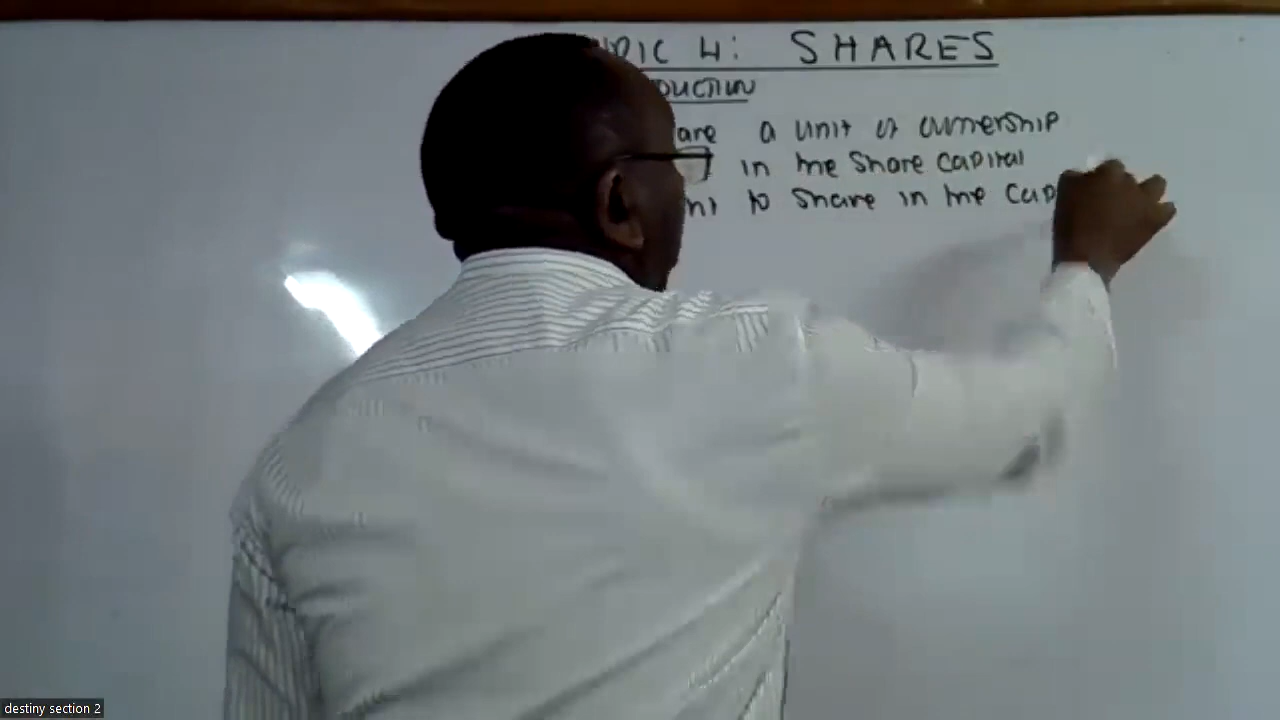 PIC 4: SHARES
DUCTION
are a unit of ownership
in the share capital
to share in the cap
destiny section 2